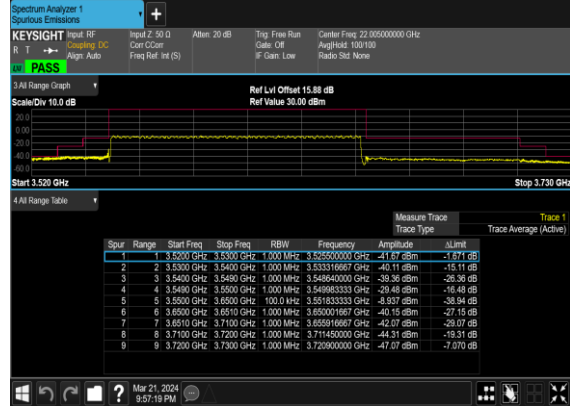 Spectrum Analyzer 1
Spurious Emissions
+
KEYSIGHT Input: RF Input Z: 50 Ω Atten: 20 dB Trig: Free Run Center Freq: 22.005000000 GHz
R T Coupling: DC Corr CCorr Gate: Off Avg|Hold: 100/100
Align: Auto Freq Ref: Int (S) IF Gain: Low Radio Std: None
PASS
3 All Range Graph
Ref Lvl Offset 15.88 dB
Scale/Div 10.0 dB Ref Value 30.00 dBm
20.0
0.00
-20.0
-40.0
-60.0
Start 3.520 GHz Stop 3.730 GHz
4 All Range Table
Measure Trace Trace 1
Trace Type Trace Average (Active)
Spur Range Start Freq Stop Freq RBW Frequency Amplitude ΔLimit
1 1 3.5200 GHz 3.5300 GHz 1.000 MHz 3.525500000 GHz -41.67 dBm -1.671 dB
2 2 3.5300 GHz 3.5400 GHz 1.000 MHz 3.533316667 GHz -40.11 dBm -15.11 dB
3 3 3.5400 GHz 3.5490 GHz 1.000 MHz 3.548640000 GHz -39.36 dBm -26.36 dB
4 4 3.5490 GHz 3.5500 GHz 1.000 MHz 3.549983333 GHz -29.48 dBm -16.48 dB
5 5 3.5500 GHz 3.6500 GHz 100.0 kHz 3.551833333 GHz -8.937 dBm -38.94 dB
6 6 3.6500 GHz 3.6510 GHz 1.000 MHz 3.650001667 GHz -40.15 dBm -27.15 dB
7 7 3.6510 GHz 3.7100 GHz 1.000 MHz 3.655916667 GHz -42.07 dBm -29.07 dB
8 8 3.7100 GHz 3.7200 GHz 1.000 MHz 3.711450000 GHz -44.31 dBm -19.31 dB
9 9 3.7200 GHz 3.7300 GHz 1.000 MHz 3.720900000 GHz -47.07 dBm -7.070 dB
? Mar 21, 2024
9:57:19 PM